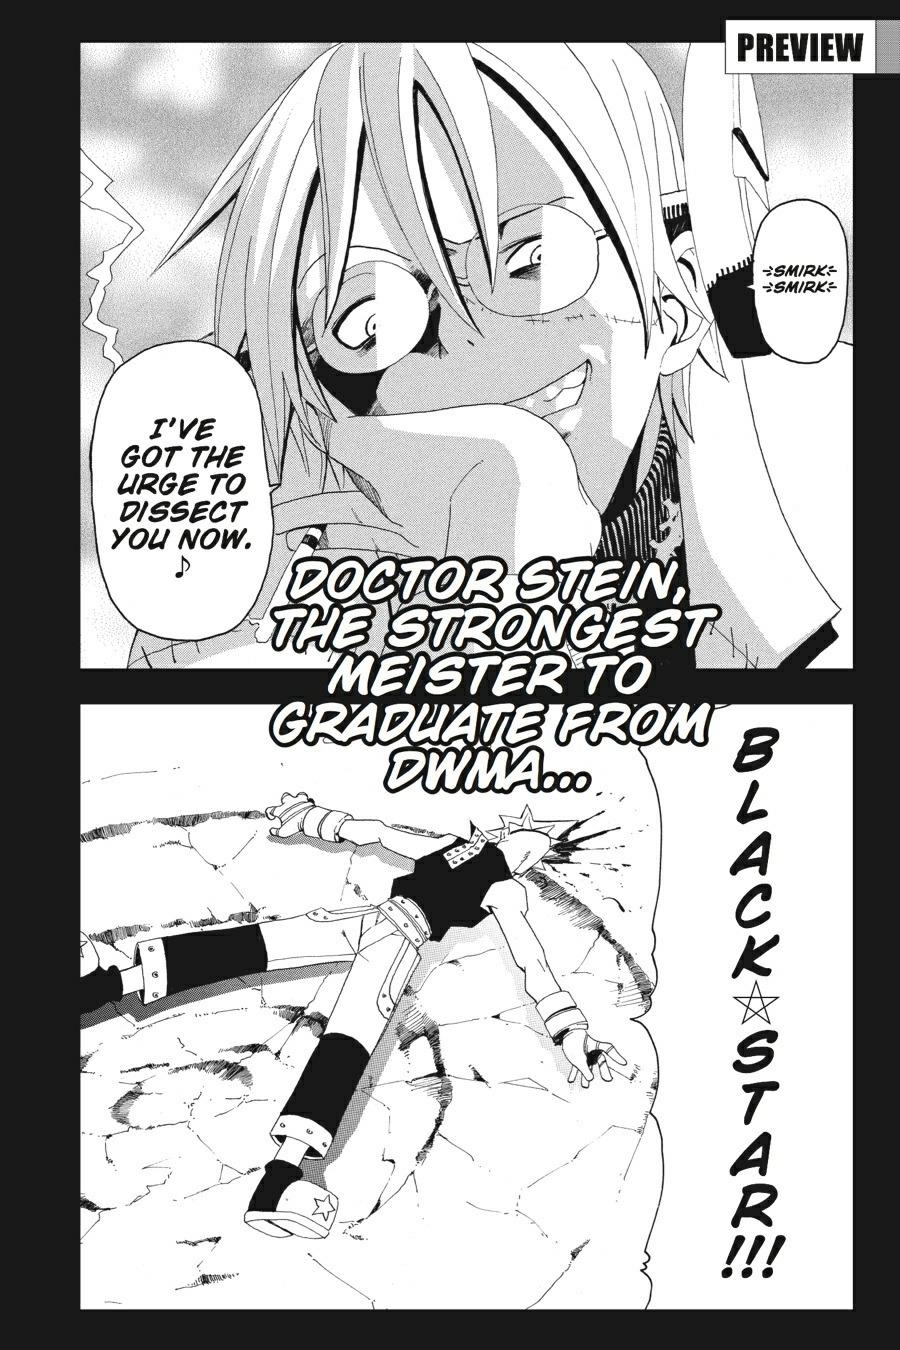 PREVIEW
SMIRK
SMIRK
I'VE
GOT THE
URGE TO
DISSECT
YOU NOW.
♪
DOCTOR STEIN,
THE STRONGEST
MEISTER TO
GRADUATE FROM
DWMA...
BLACK☆STAR!!!